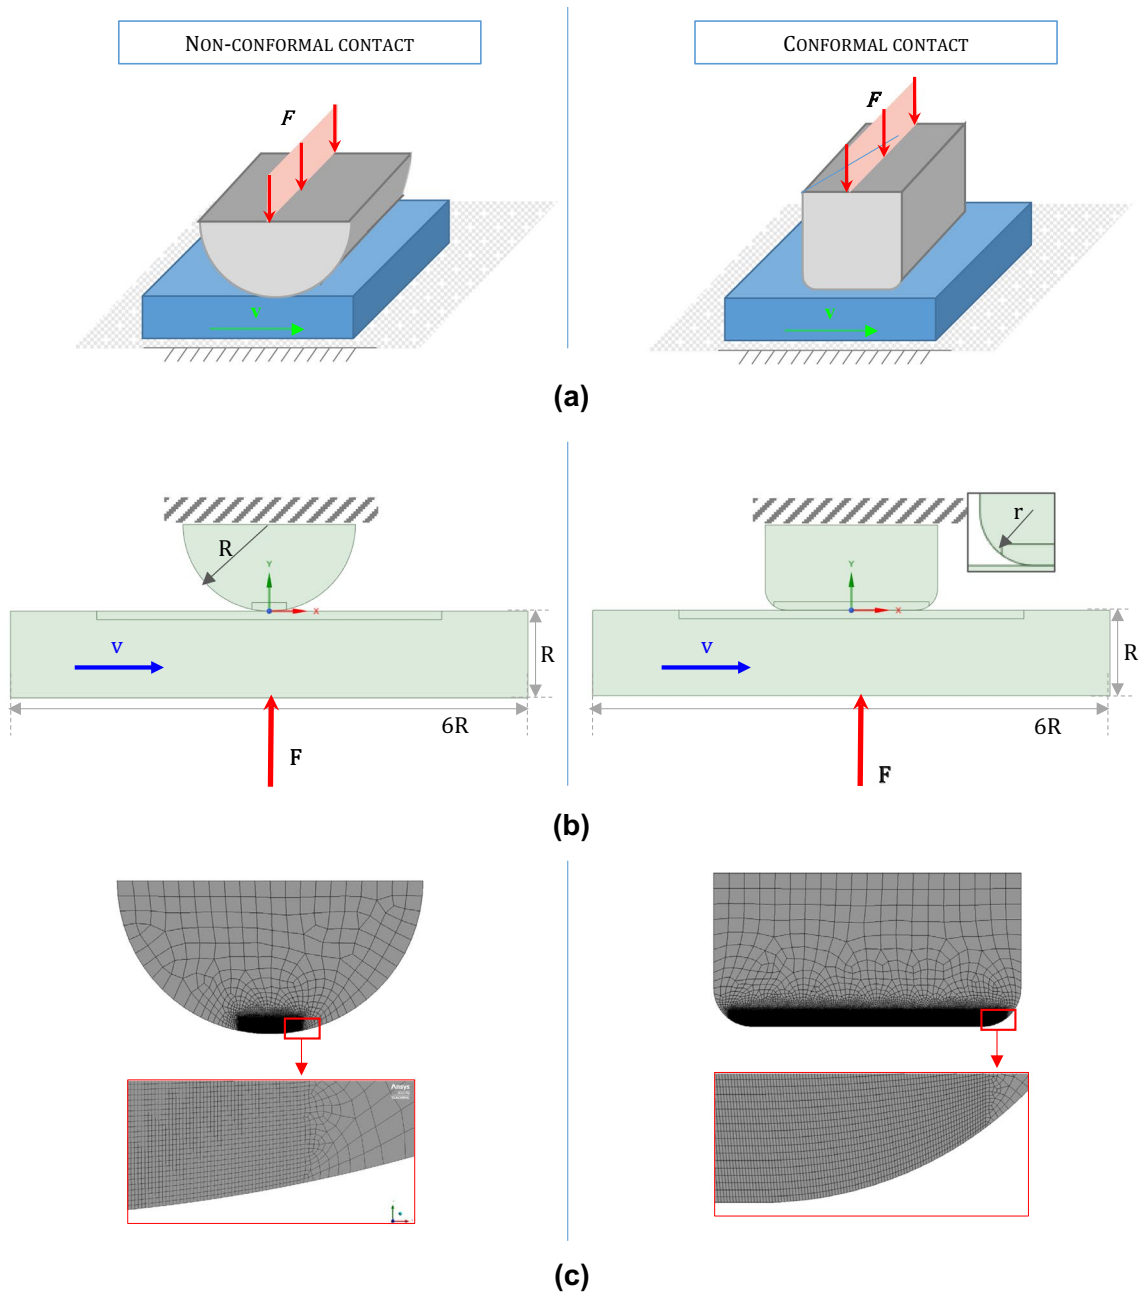 NON-CONFORMAL CONTACT
CONFORMAL CONTACT
F
F
v
v
(a)
R
Y
X
v
R
6R
F
r
Y
X
v
R
6R
F
(b)
Ansys
(c)